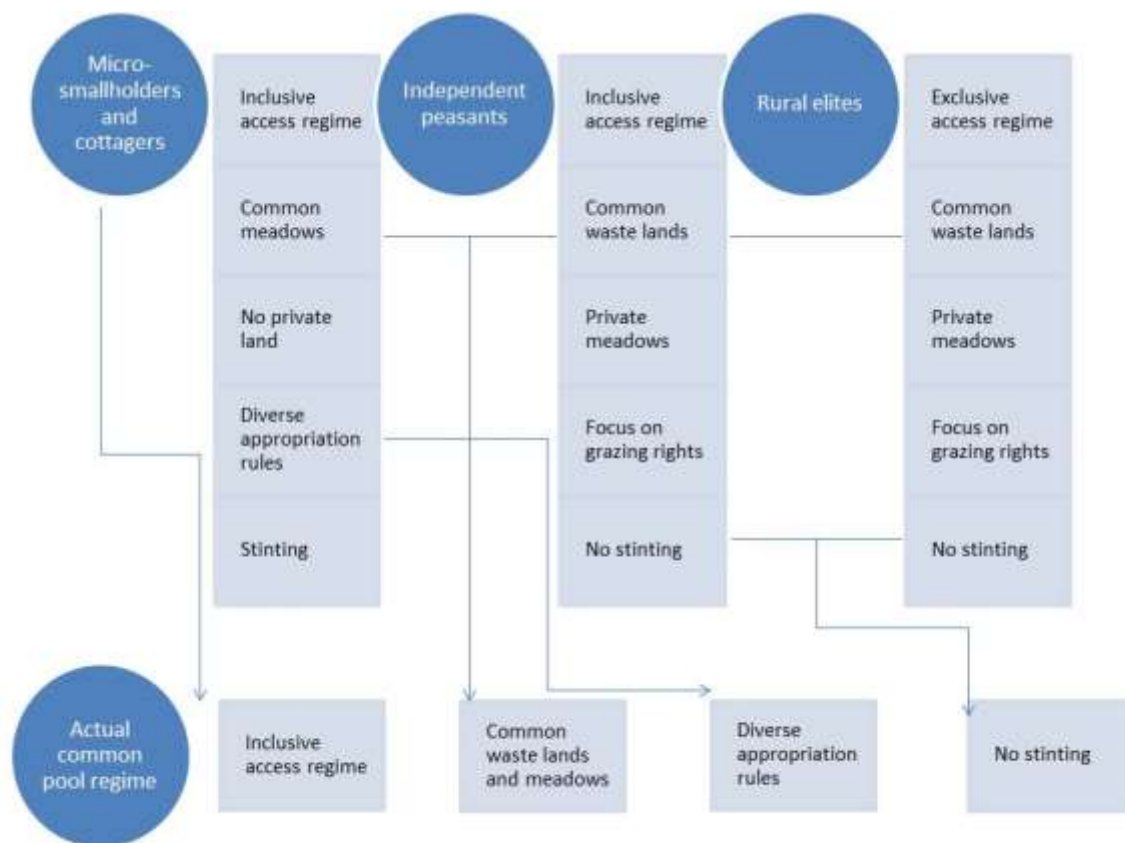 Micro-
smallholders
and
cottagers
Inclusive
access regime
Common
meadows
No private
land
Diverse
appropriation
rules
Stinting
Independent
peasants
Inclusive
access regime
Common
waste lands
Private
meadows
Focus on
grazing rights
No stinting
Rural elites
Exclusive
access regime
Common
waste lands
Private
meadows
Focus on
grazing rights
No stinting
Actual
common
pool regime
Inclusive
access regime
Common
waste lands
and meadows
Diverse
appropriation
rules
No stinting